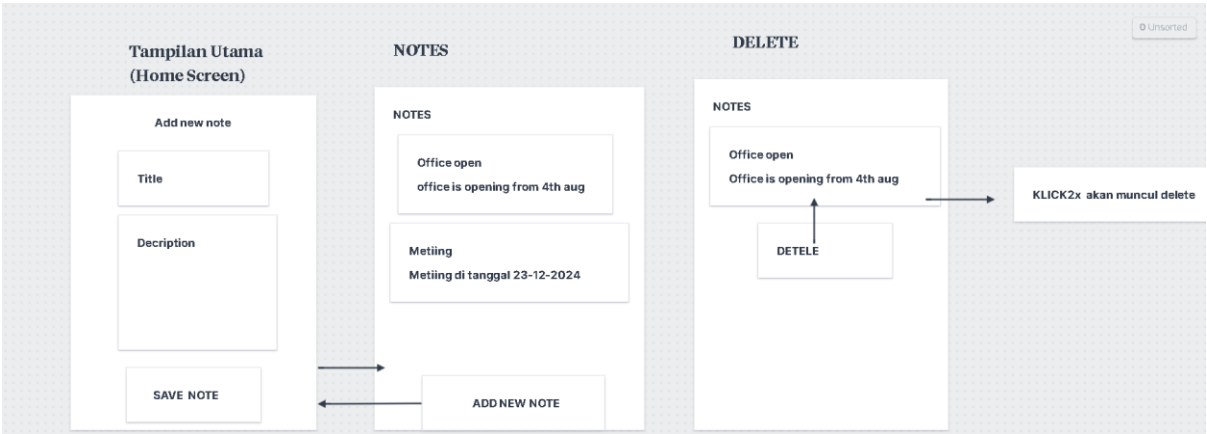 0 Unsorted
Tampilan Utama
(Home Screen)
Add new note
Title
Decription
SAVE NOTE
NOTES
NOTES
Office open
office is opening from 4th aug
Metiing
Metiing di tanggal 23-12-2024
ADD NEW NOTE
DELETE
NOTES
Office open
Office is opening from 4th aug
DETELE
KLICK2x akan muncul delete